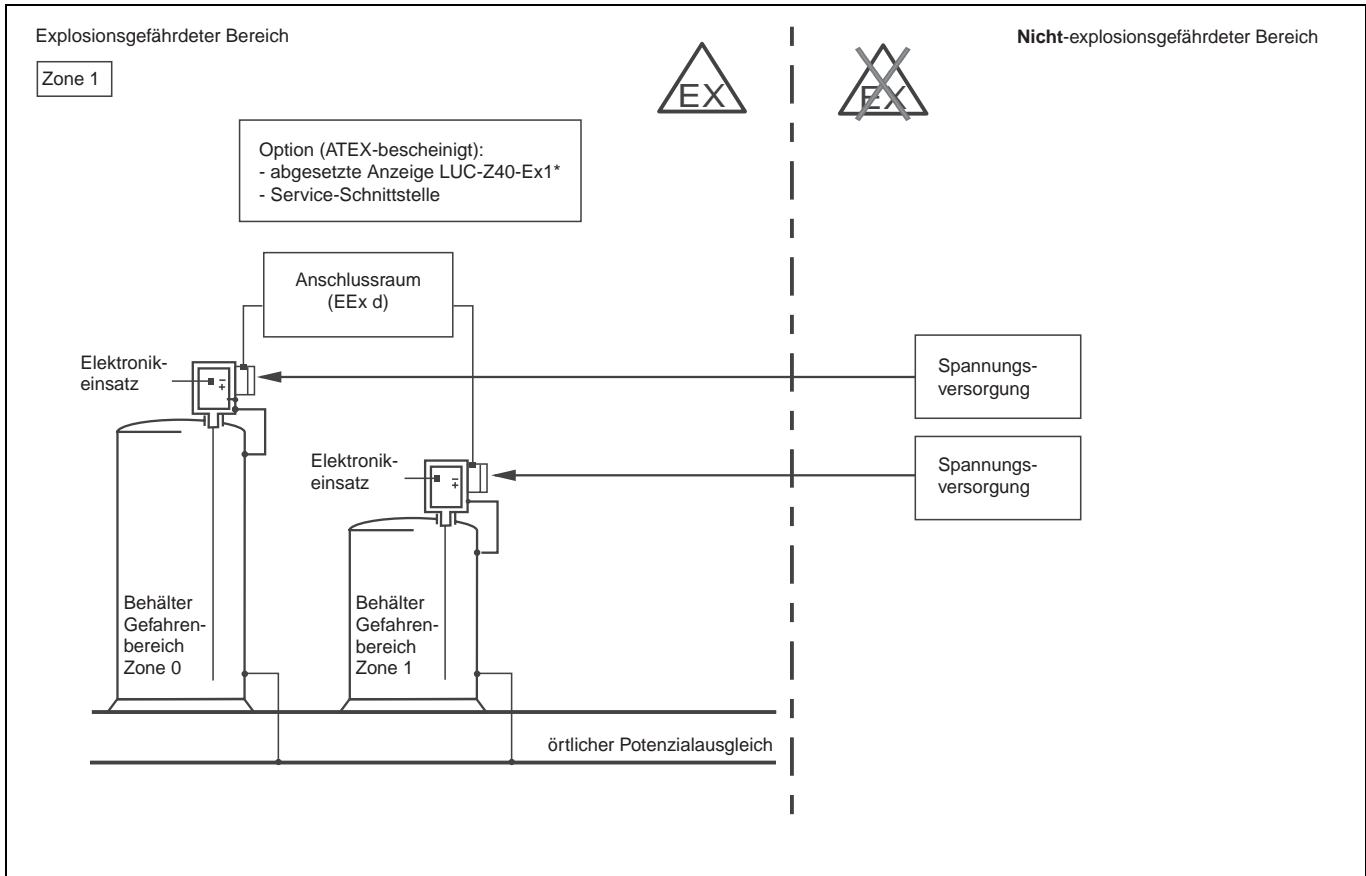 Explosionsgefährdeter Bereich
Nicht-explosionsgefährdeter Bereich
Zone 1
EX
EX
Option (ATEX-bescheinigt):
- abgesetzte Anzeige LUC-Z40-Ex1*
- Service-Schnittstelle
Anschlussraum
(EEx d)
Elektronik-
einsatz
- +
Spannungs-
versorgung
Elektronik-
einsatz
- +
Spannungs-
versorgung
Behälter
Gefahren-
bereich
Zone 0
Behälter
Gefahren-
bereich
Zone 1
örtlicher Potenzialausgleich